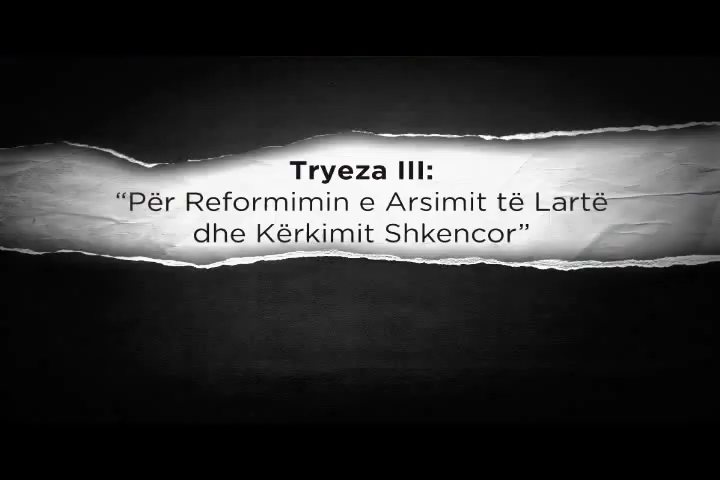 Tryeza III:
“Për Reformimin e Arsimit të Lartë
dhe Kërkimit Shkencor”